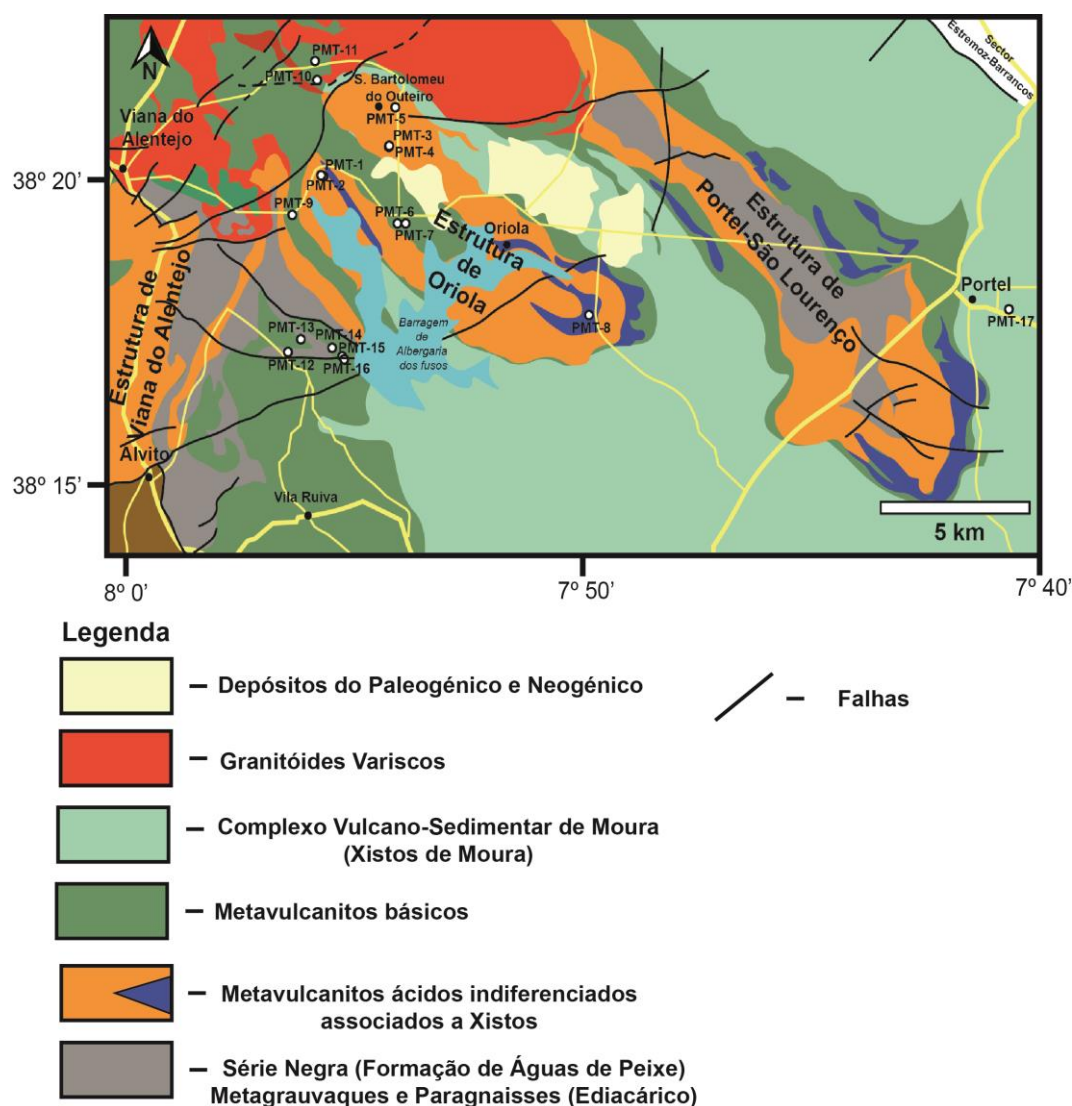 Sector
Estremoz-Barrancos
N
PMT-11
PMT-10
S. Bartolomeu
do Outeiro
PMT-5
Viana do
Alentejo
PMT-3
PMT-4
38º 20’
PMT-1
PMT-2
PMT-9
PMT-6
PMT-7
Estrutura
de
Oriola
Oriola
Estrutura de
Portel-São Lourenço
Portel
PMT-17
PMT-8
Estrutura de
Viana do Alentejo
PMT-13
PMT-14
PMT-15
PMT-12
PMT-16
Barragem
de
Albergaria
dos fusos
Alvito
38º 15’
Vila Ruiva
5 km
8º 0’
7º 50’
7º 40’
Legenda
– Depósitos do Paleogénico e Neogénico
– Falhas
– Granitóides Variscos
– Complexo Vulcano-Sedimentar de Moura
(Xistos de Moura)
– Metavulcanitos básicos
– Metavulcanitos ácidos indiferenciados
associados a Xistos
– Série Negra (Formação de Águas de Peixe)
Metagrauvaques e Paragnaisses (Ediacárico)